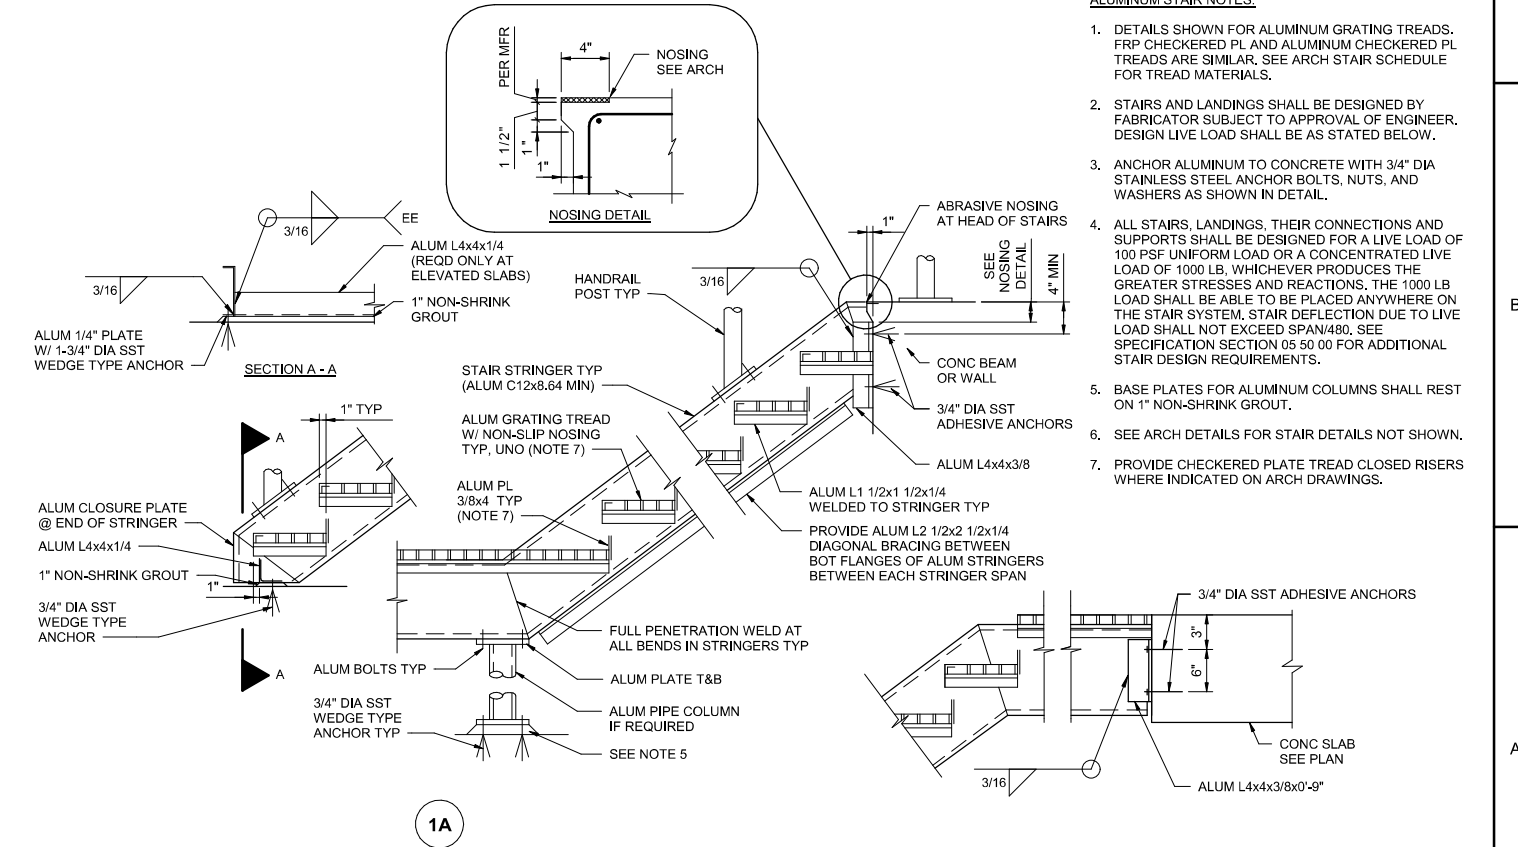 PER MFR
4"
NOSING
SEE ARCH
1 1/2"
1"
1"
NOSING DETAIL
3/16
EE
ALUM L4x4x1/4
(REQD ONLY AT
ELEVATED SLABS)
3/16
1" NON-SHRINK
GROUT
ALUM 1/4" PLATE
W/ 1-3/4" DIA SST
WEDGE TYPE ANCHOR
SECTION A - A
HANDRAIL
POST TYP
3/16
1"
ABRASIVE NOSING
AT HEAD OF STAIRS
SEE
NOSING
DETAIL
4" MIN
CONC BEAM
OR WALL
3/4" DIA SST
ADHESIVE ANCHORS
ALUM L4x4x3/8
STAIR STRINGER TYP
(ALUM C12x8.64 MIN)
ALUM GRATING TREAD
W/ NON-SLIP NOSING
TYP, UNO (NOTE 7)
ALUM PL
3/8x4 TYP
(NOTE 7)
ALUM L1 1/2x1 1/2x1/4
WELDED TO STRINGER TYP
PROVIDE ALUM L2 1/2x2 1/2x1/4
DIAGONAL BRACING BETWEEN
BOT FLANGES OF ALUM STRINGERS
BETWEEN EACH STRINGER SPAN
1" TYP
A
ALUM CLOSURE PLATE
@ END OF STRINGER
ALUM L4x4x1/4
1" NON-SHRINK GROUT
1"
3/4" DIA SST
WEDGE TYPE
ANCHOR
A
FULL PENETRATION WELD AT
ALL BENDS IN STRINGERS TYP
ALUM BOLTS TYP
ALUM PLATE T&B
3/4" DIA SST
WEDGE TYPE
ANCHOR TYP
ALUM PIPE COLUMN
IF REQUIRED
SEE NOTE 5
3/4" DIA SST ADHESIVE ANCHORS
3"
6"
CONC SLAB
SEE PLAN
3/16
ALUM L4x4x3/8x0'-9"
1A
ALUMINUM STAIR NOTES:
1. DETAILS SHOWN FOR ALUMINUM GRATING TREADS.
FRP CHECKERED PL AND ALUMINUM CHECKERED PL
TREADS ARE SIMILAR. SEE ARCH STAIR SCHEDULE
FOR TREAD MATERIALS.
2. STAIRS AND LANDINGS SHALL BE DESIGNED BY
FABRICATOR SUBJECT TO APPROVAL OF ENGINEER.
DESIGN LIVE LOAD SHALL BE AS STATED BELOW.
3. ANCHOR ALUMINUM TO CONCRETE WITH 3/4" DIA
STAINLESS STEEL ANCHOR BOLTS, NUTS, AND
WASHERS AS SHOWN IN DETAIL.
4. ALL STAIRS, LANDINGS, THEIR CONNECTIONS AND
SUPPORTS SHALL BE DESIGNED FOR A LIVE LOAD OF
100 PSF UNIFORM LOAD OR A CONCENTRATED LIVE
LOAD OF 1000 LB, WHICHEVER PRODUCES THE
GREATER STRESSES AND REACTIONS. THE 1000 LB
LOAD SHALL BE ABLE TO BE PLACED ANYWHERE ON
THE STAIR SYSTEM. STAIR DEFLECTION DUE TO LIVE
LOAD SHALL NOT EXCEED SPAN/480. SEE
SPECIFICATION SECTION 05 50 00 FOR ADDITIONAL
STAIR DESIGN REQUIREMENTS.
5. BASE PLATES FOR ALUMINUM COLUMNS SHALL REST
ON 1" NON-SHRINK GROUT.
6. SEE ARCH DETAILS FOR STAIR DETAILS NOT SHOWN.
7. PROVIDE CHECKERED PLATE TREAD CLOSED RISERS
WHERE INDICATED ON ARCH DRAWINGS.
B
A